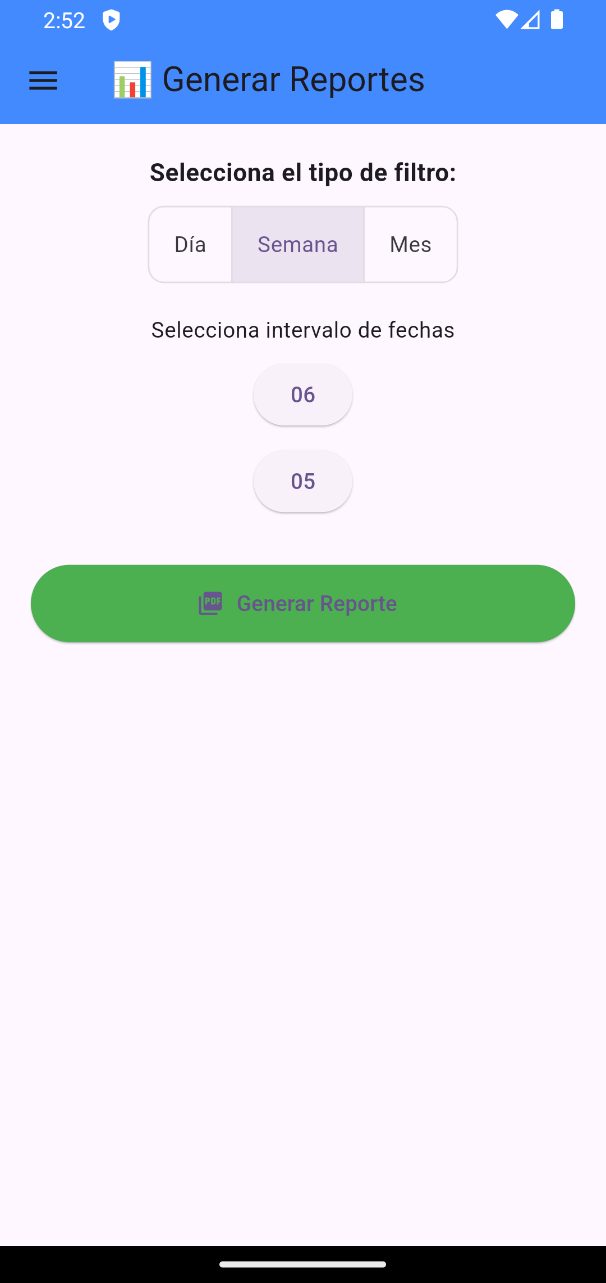 2:52
Generar Reportes
Selecciona el tipo de filtro:
Día Semana Mes
Selecciona intervalo de fechas
06
05
PDF Generar Reporte